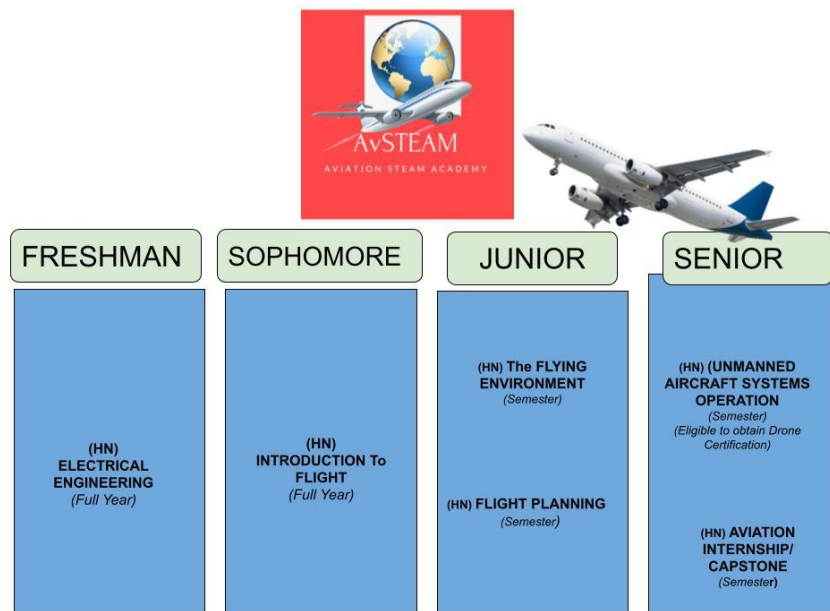 AvSTEAM
AVIATION STEAM ACADEMY
FRESHMAN
(HN)
ELECTRICAL
ENGINEERING
(Full Year)
SOPHOMORE
(HN)
INTRODUCTION To
FLIGHT
(Full Year)
JUNIOR
(HN) The FLYING
ENVIRONMENT
(Semester)
(HN) FLIGHT PLANNING
(Semester)
SENIOR
(HN) (UNMANNED
AIRCRAFT SYSTEMS
OPERATION
(Semester)
(Eligible to obtain Drone
Certification)
(HN) AVIATION
INTERNSHIP/
CAPSTONE
(Semester)